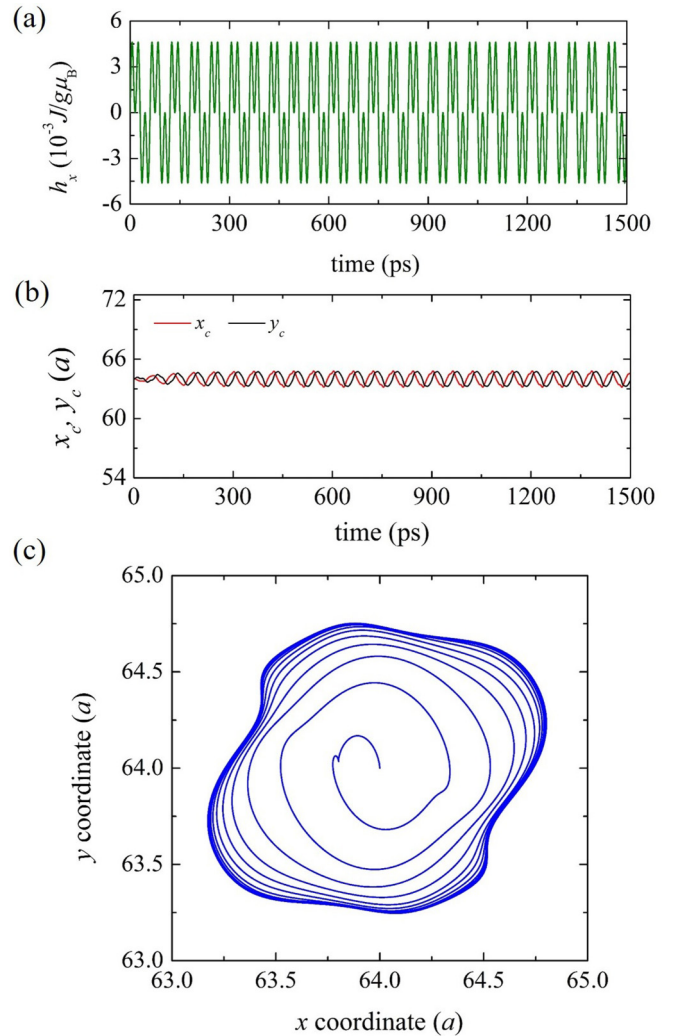 (a)
6
3
0
-3
-6
hₓ (10⁻³J/gμ_B)
0 300 600 900 1200 1500
time (ps)
(b)
72
66
60
54
x_c, y_c (a)
x_c y_c
0 300 600 900 1200 1500
time (ps)
(c)
65.0
64.5
64.0
63.5
63.0
y coordinate (a)
63.0 63.5 64.0 64.5 65.0
x coordinate (a)